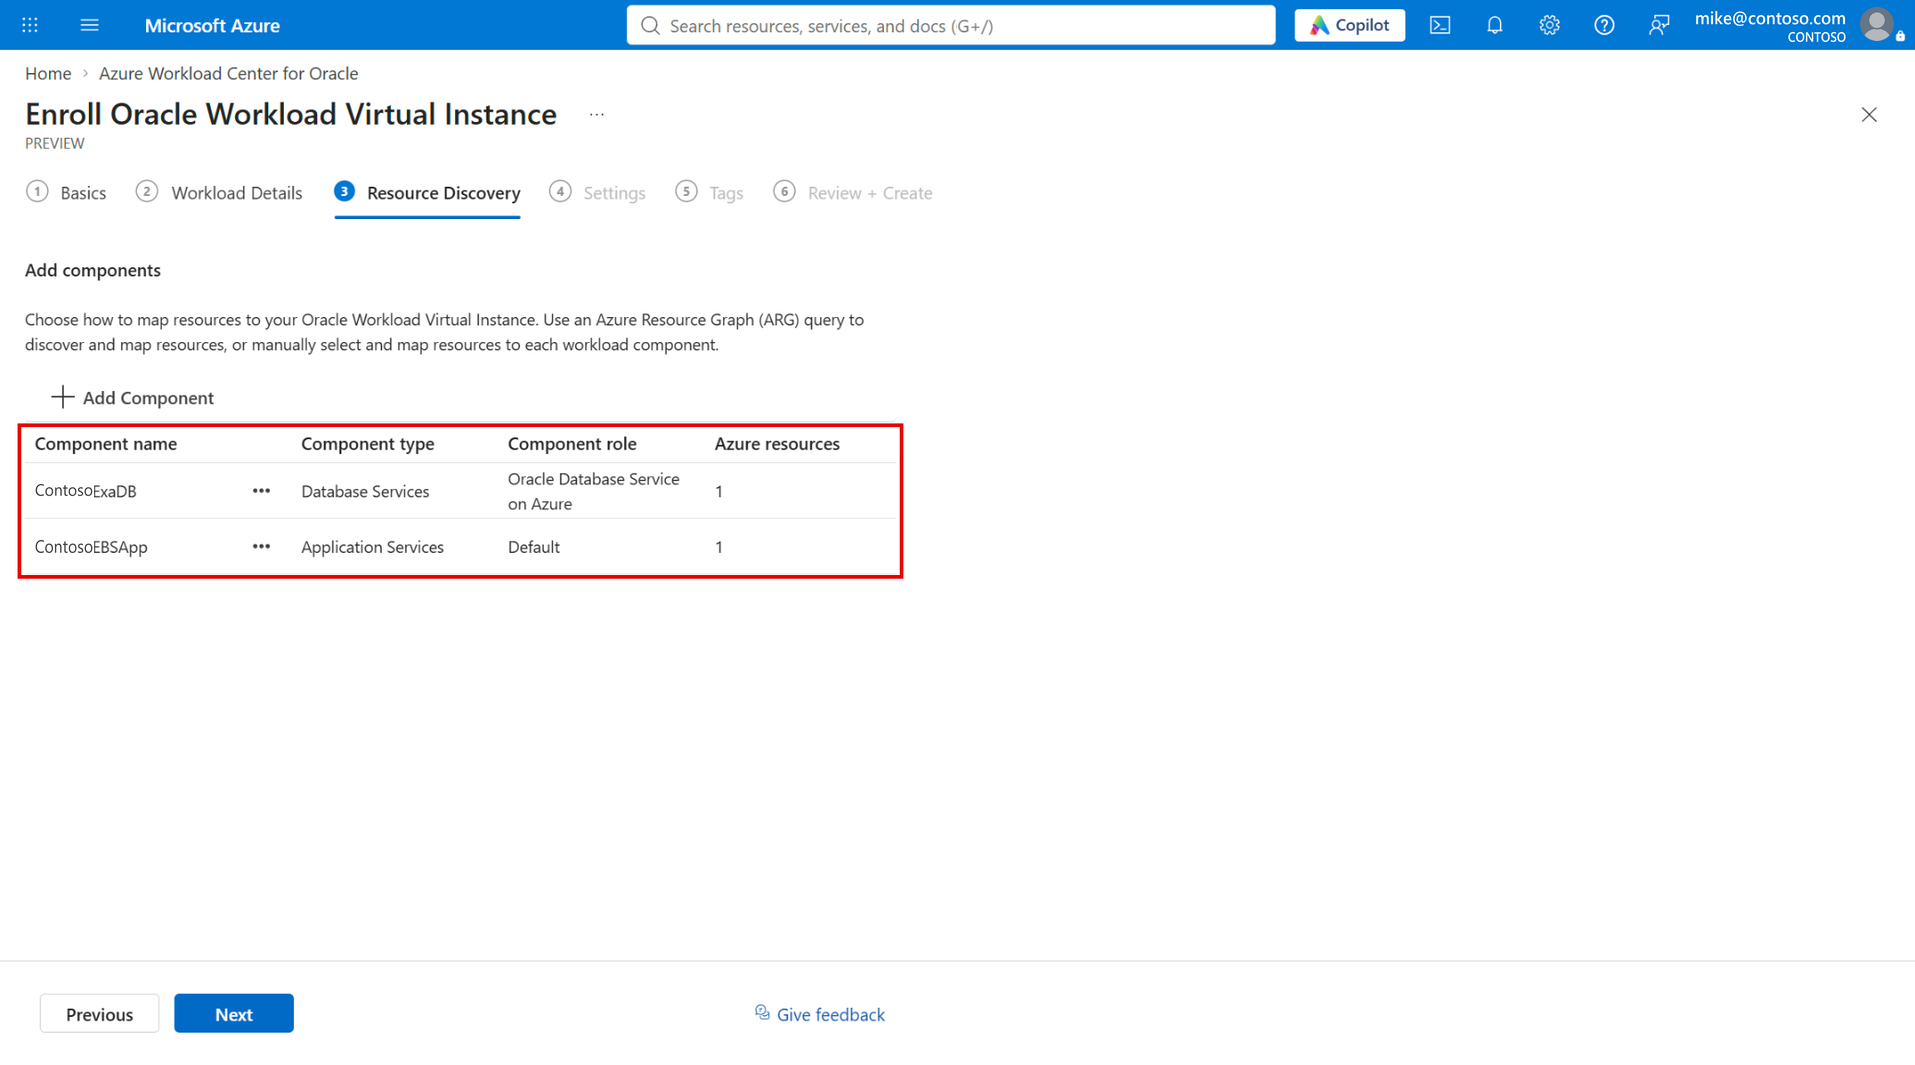 Microsoft Azure
Search resources, services, and docs (G+/)
Copilot
mike@contoso.com
CONTOSO
Home > Azure Workload Center for Oracle
Enroll Oracle Workload Virtual Instance ...
PREVIEW
1 Basics 2 Workload Details 3 Resource Discovery 4 Settings 5 Tags 6 Review + Create
Add components
Choose how to map resources to your Oracle Workload Virtual Instance. Use an Azure Resource Graph (ARG) query to
discover and map resources, or manually select and map resources to each workload component.
+ Add Component
Component name Component type Component role Azure resources
ContosoExaDB ... Database Services Oracle Database Service on Azure 1
ContosoEBSApp ... Application Services Default 1
Previous Next Give feedback